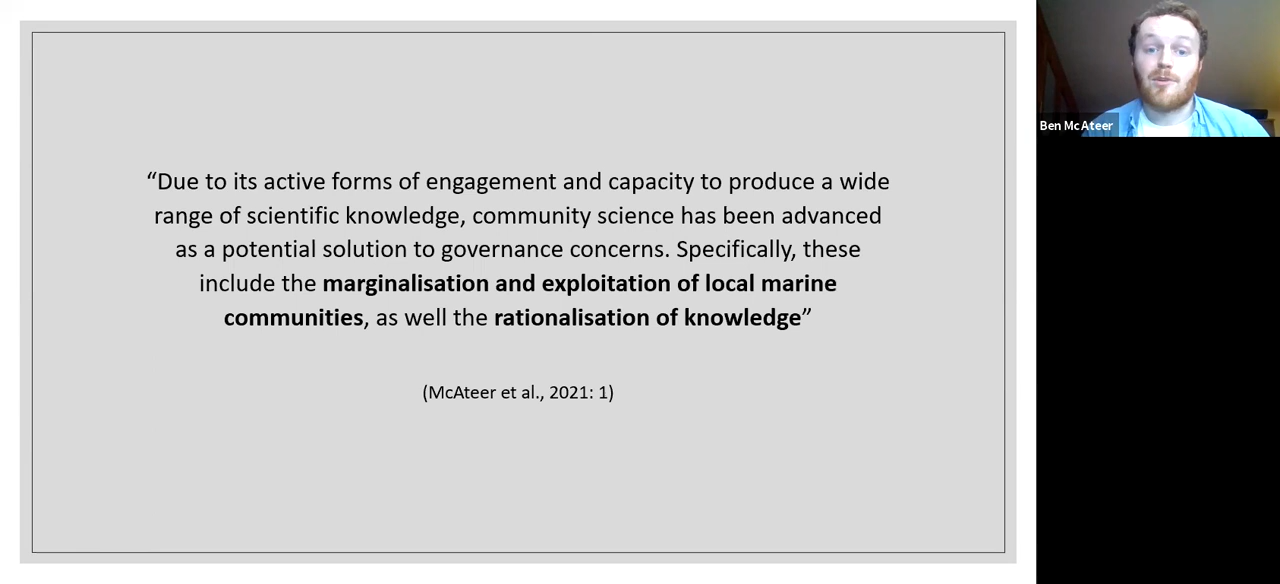 “Due to its active forms of engagement and capacity to produce a wide
range of scientific knowledge, community science has been advanced
as a potential solution to governance concerns. Specifically, these
include the marginalisation and exploitation of local marine
communities, as well the rationalisation of knowledge”
(McAteer et al., 2021: 1)
Ben McAteer